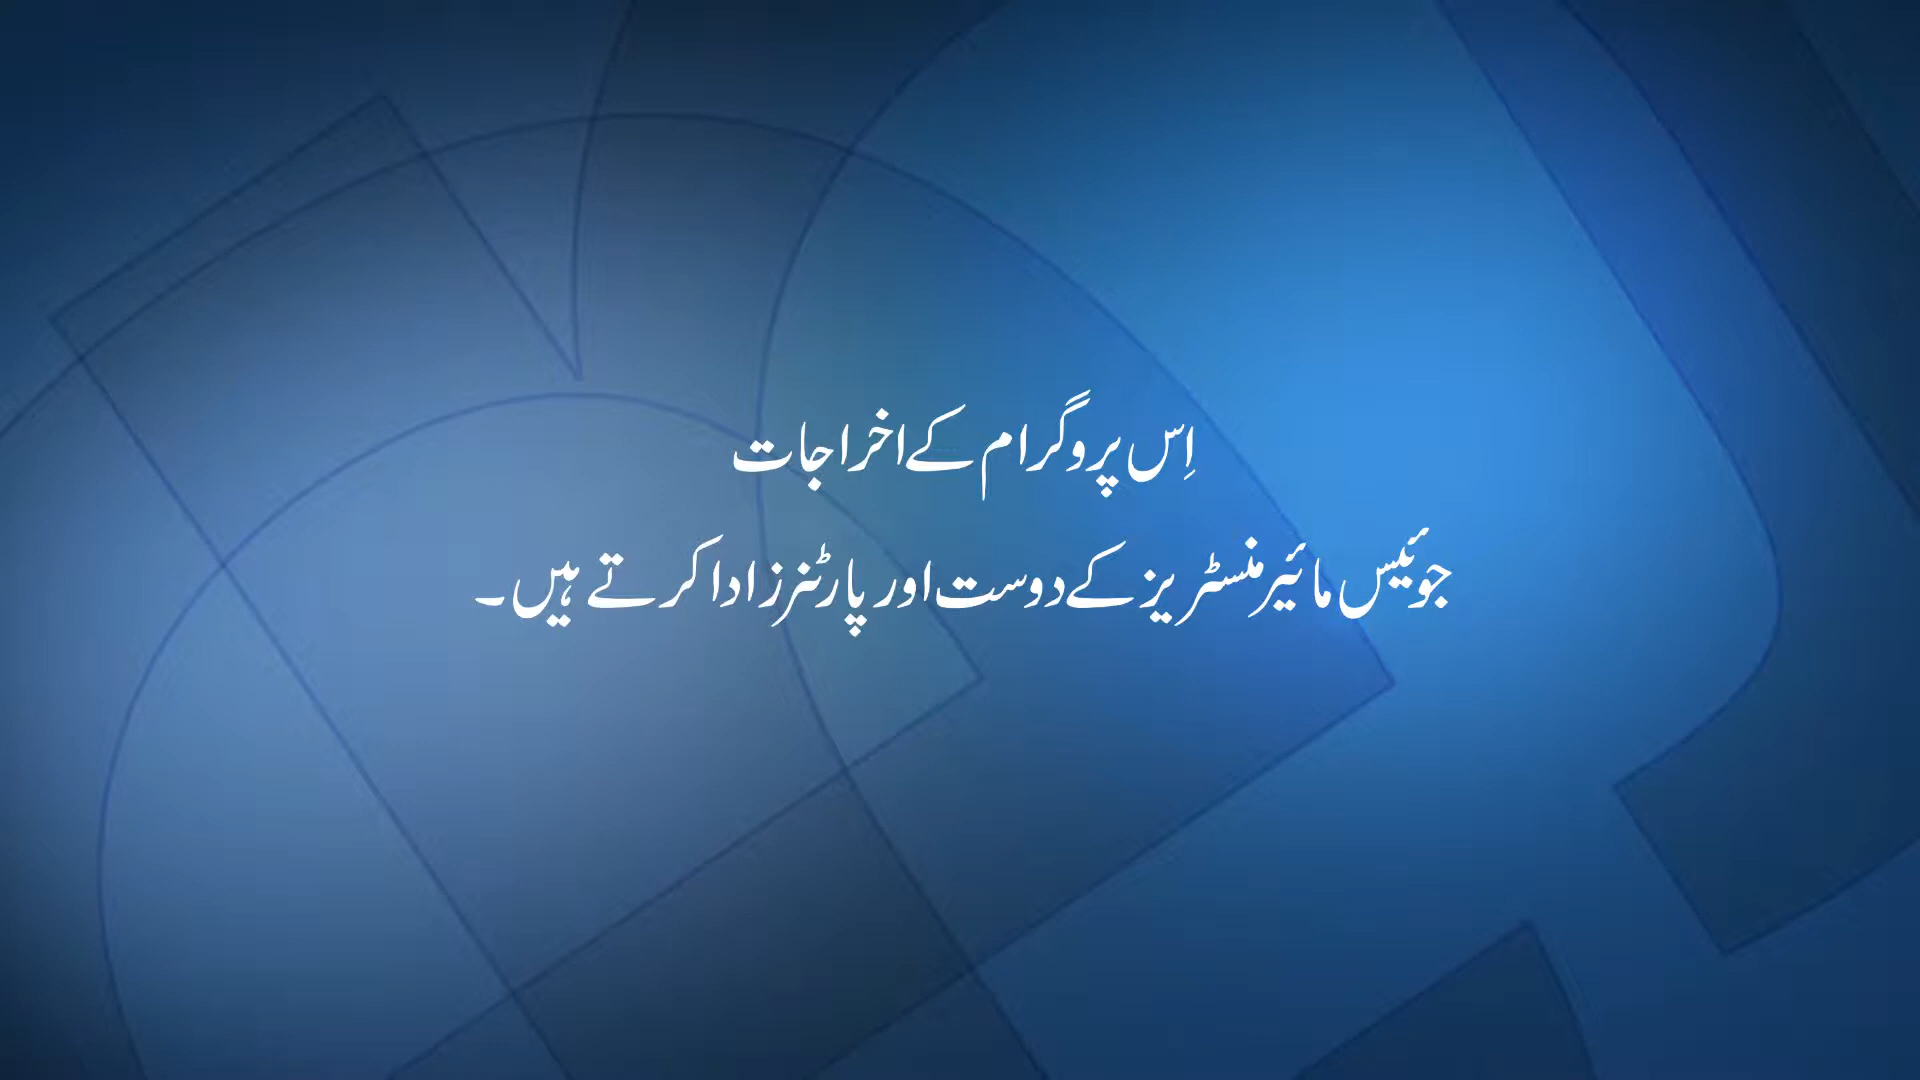 اِس پروگرام کے اخراجات
جوئیس مائیر منسٹریز کے دوست اور پارٹنرز ادا کرتے ہیں۔